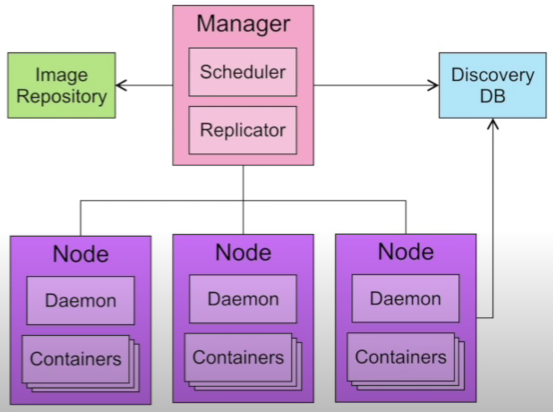 Manager
Scheduler
Replicator
Image
Repository
Discovery
DB
Node
Daemon
Containers
Node
Daemon
Containers
Node
Daemon
Containers